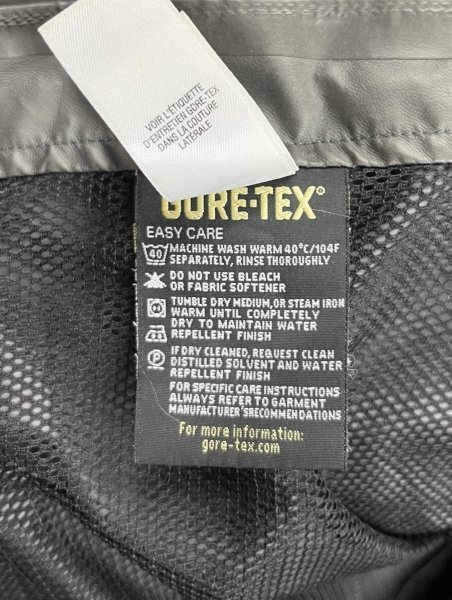 VOIR L'ÉTIQUETTE
D'ENTRETIEN GORE-TEX
DANS LA COUTURE
LATÉRALE
GORE-TEX®
EASY CARE
40
MACHINE WASH WARM 40°C/104F
SEPARATELY, RINSE THOROUGHLY
DO NOT USE BLEACH
OR FABRIC SOFTENER
TUMBLE DRY MEDIUM, OR STEAM IRON
WARM UNTIL COMPLETELY
DRY TO MAINTAIN WATER
REPELLENT FINISH
P
IF DRY CLEANED, REQUEST CLEAN
DISTILLED SOLVENT AND WATER
REPELLENT FINISH
FOR SPECIFIC CARE INSTRUCTIONS
ALWAYS REFER TO GARMENT
MANUFACTURER'S RECOMMENDATIONS
For more information:
gore-tex.com